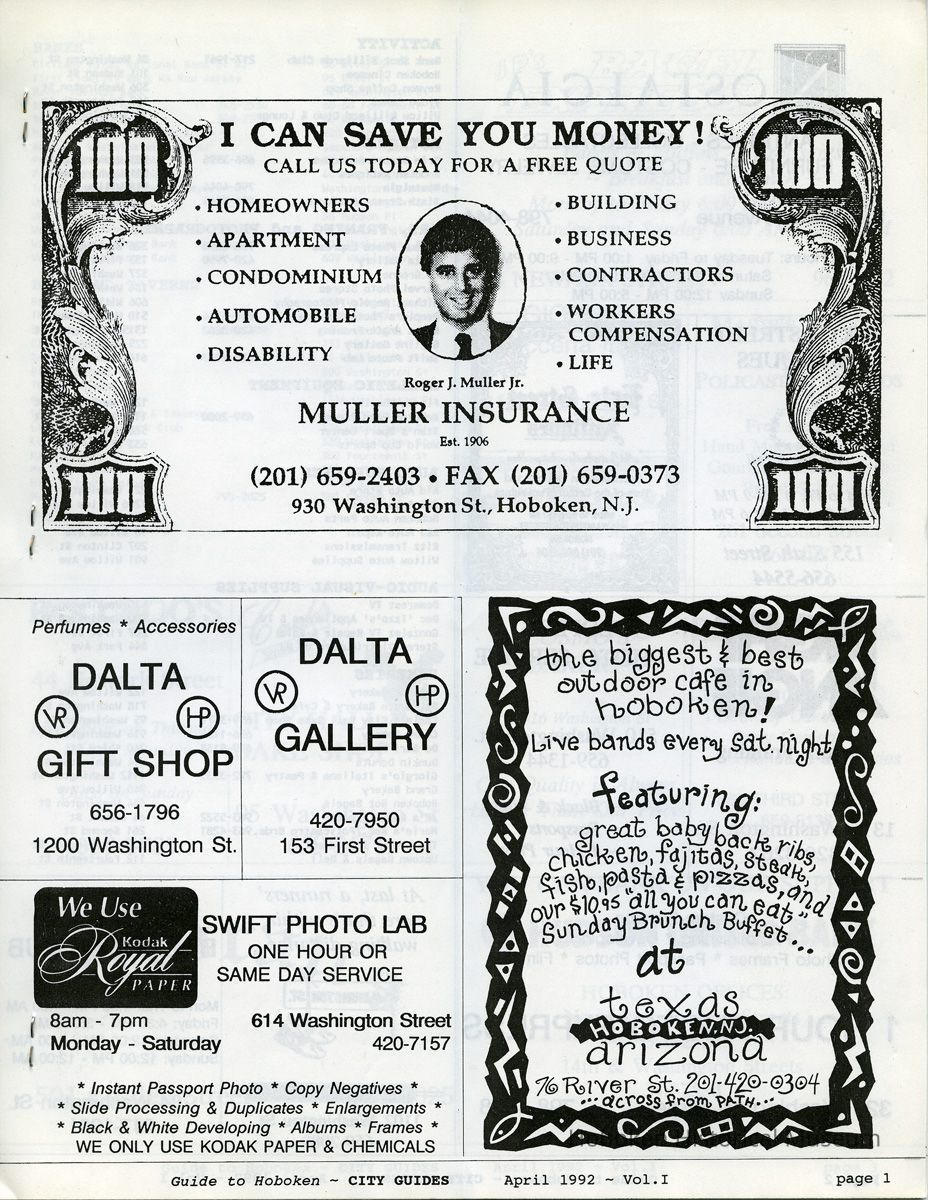 100
100
I CAN SAVE YOU MONEY!
CALL US TODAY FOR A FREE QUOTE
• HOMEOWNERS
• APARTMENT
• CONDOMINIUM
• AUTOMOBILE
• DISABILITY
• BUILDING
• BUSINESS
• CONTRACTORS
• WORKERS
COMPENSATION
• LIFE
Roger J. Muller Jr.
MULLER INSURANCE
Est. 1906
(201) 659-2403 • FAX (201) 659-0373
930 Washington St., Hoboken, N.J.
Perfumes * Accessories
DALTA
VR HP
GIFT SHOP
656-1796
1200 Washington St.
DALTA
VR HP
GALLERY
420-7950
153 First Street
We Use
Kodak
Royal
PAPER
SWIFT PHOTO LAB
ONE HOUR OR
SAME DAY SERVICE
8am - 7pm
Monday - Saturday
614 Washington Street
420-7157
* Instant Passport Photo * Copy Negatives *
* Slide Processing & Duplicates * Enlargements *
* Black & White Developing * Albums * Frames *
WE ONLY USE KODAK PAPER & CHEMICALS
the biggest & best
outdoor cafe in
hoboken!
Live bands every sat. night
featuring:
great baby back ribs,
chicken, fajitas, steak,
fish, pasta & pizzas, and
our $10.95 "all you can eat"
Sunday Brunch Buffet...
at
texas
HOBOKEN, N.J.
arizona
76 River St. 201-420-0304
...across from PATH...
Hoboken Historical Museum
Guide to Hoboken ~ CITY GUIDES April 1992 ~ Vol.I page 1